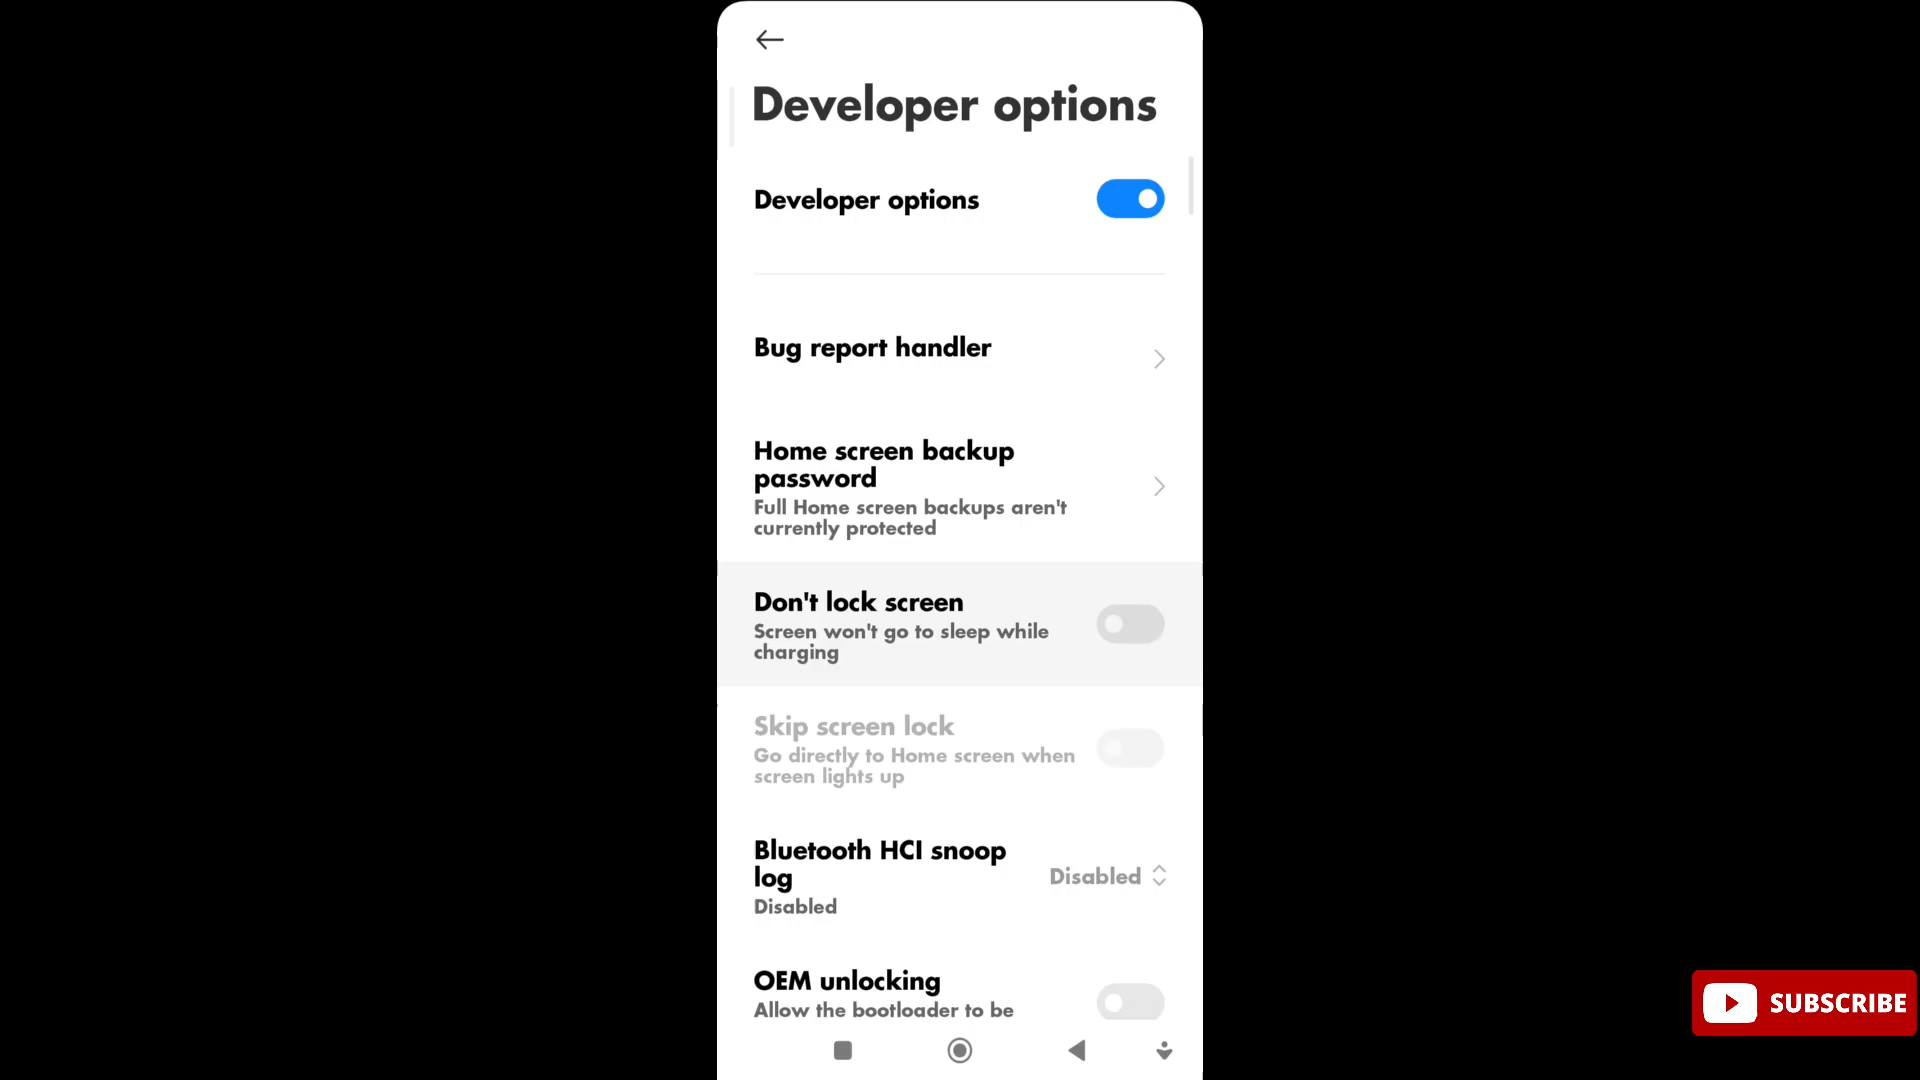 Developer options
Developer options
Bug report handler
Home screen backup
password
Full Home screen backups aren't
currently protected
Don't lock screen
Screen won't go to sleep while
charging
Skip screen lock
Go directly to Home screen when
screen lights up
Bluetooth HCI snoop
log
Disabled
Disabled
OEM unlocking
Allow the bootloader to be
SUBSCRIBE